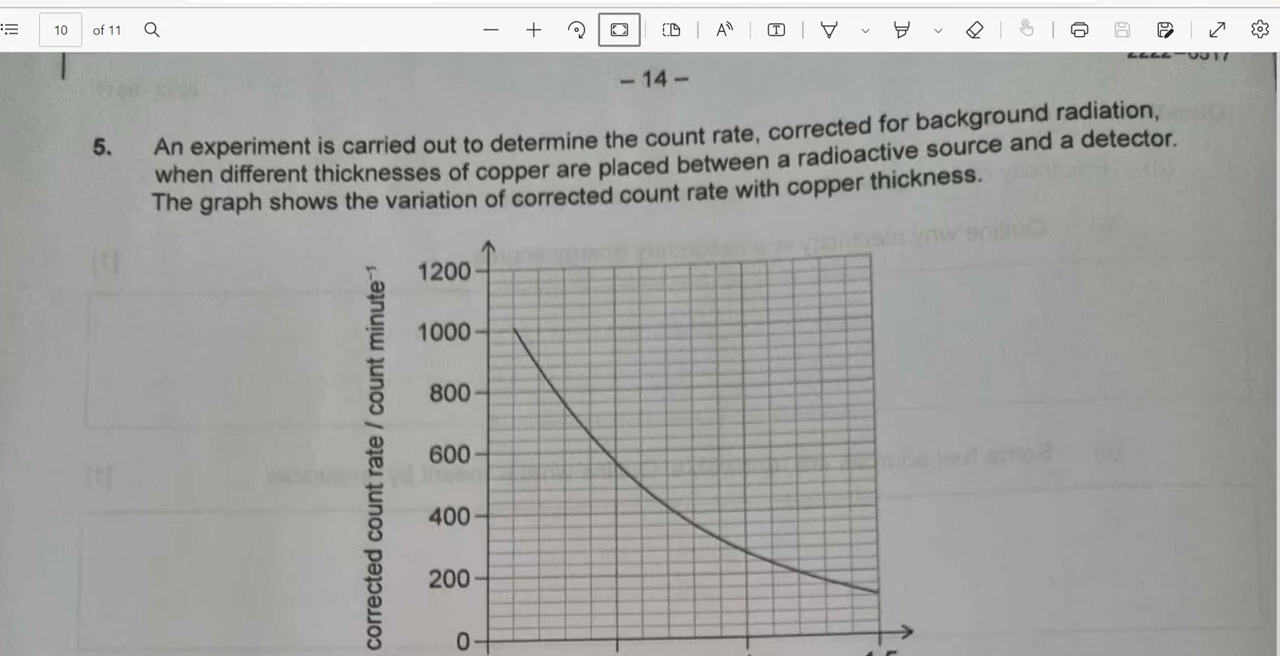 10 of 11
– 14 –
5. An experiment is carried out to determine the count rate, corrected for background radiation,
when different thicknesses of copper are placed between a radioactive source and a detector.
The graph shows the variation of corrected count rate with copper thickness.
corrected count rate / count minute⁻¹
1200
1000
800
600
400
200
0